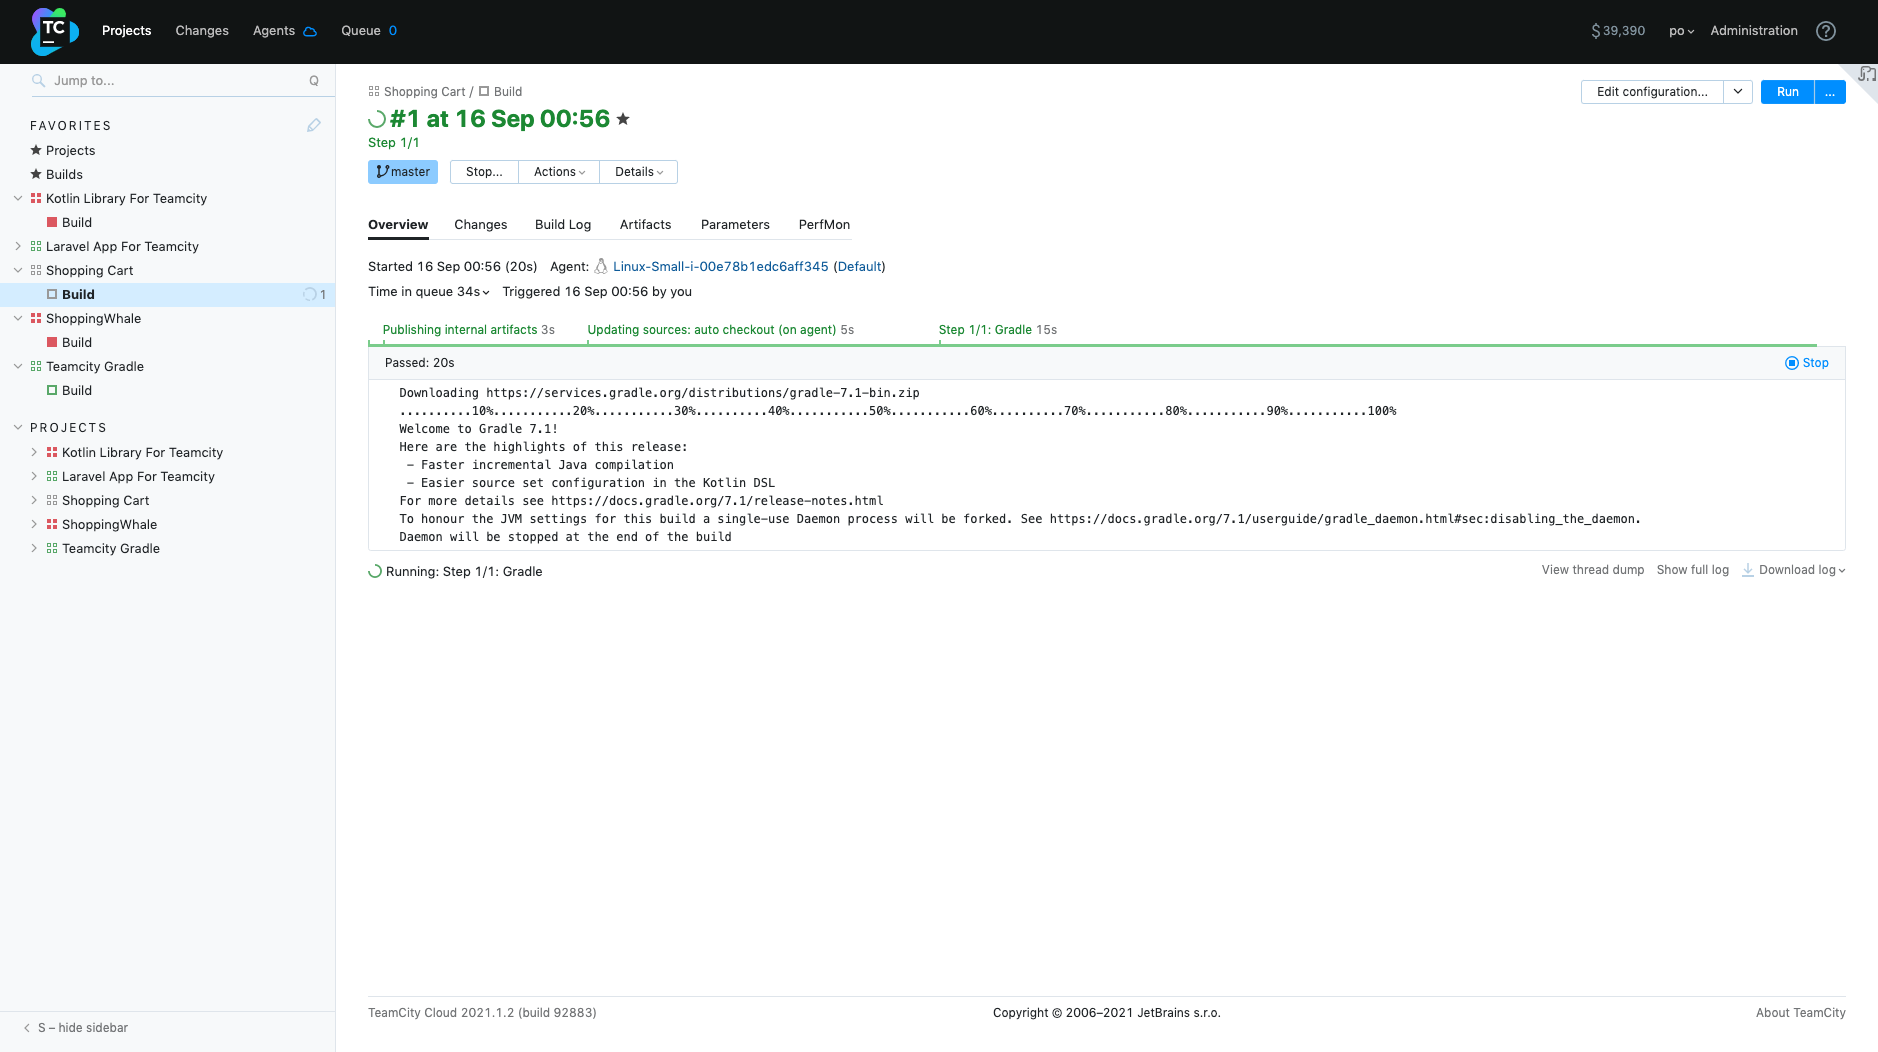 TC Projects Changes Agents Queue 0 $39,390 po Administration ?
Jump to... Q
FAVORITES
Projects
Builds
Kotlin Library For Teamcity
Build
Laravel App For Teamcity
Shopping Cart
Build 1
ShoppingWhale
Build
Teamcity Gradle
Build
PROJECTS
Kotlin Library For Teamcity
Laravel App For Teamcity
Shopping Cart
ShoppingWhale
Teamcity Gradle
S – hide sidebar
Shopping Cart / Build
Edit configuration... Run ...
#1 at 16 Sep 00:56
Step 1/1
master Stop... Actions Details
Overview Changes Build Log Artifacts Parameters PerfMon
Started 16 Sep 00:56 (20s) Agent: Linux-Small-i-00e78b1edc6aff345 (Default)
Time in queue 34s Triggered 16 Sep 00:56 by you
Publishing internal artifacts 3s Updating sources: auto checkout (on agent) 5s Step 1/1: Gradle 15s
Passed: 20s Stop
Downloading https://services.gradle.org/distributions/gradle-7.1-bin.zip
..........10%...........20%...........30%..........40%...........50%...........60%..........70%...........80%...........90%...........100%
Welcome to Gradle 7.1!
Here are the highlights of this release:
– Faster incremental Java compilation
– Easier source set configuration in the Kotlin DSL
For more details see https://docs.gradle.org/7.1/release-notes.html
To honour the JVM settings for this build a single-use Daemon process will be forked. See https://docs.gradle.org/7.1/userguide/gradle_daemon.html#sec:disabling_the_daemon.
Daemon will be stopped at the end of the build
Running: Step 1/1: Gradle View thread dump Show full log Download log
TeamCity Cloud 2021.1.2 (build 92883) Copyright © 2006–2021 JetBrains s.r.o. About TeamCity